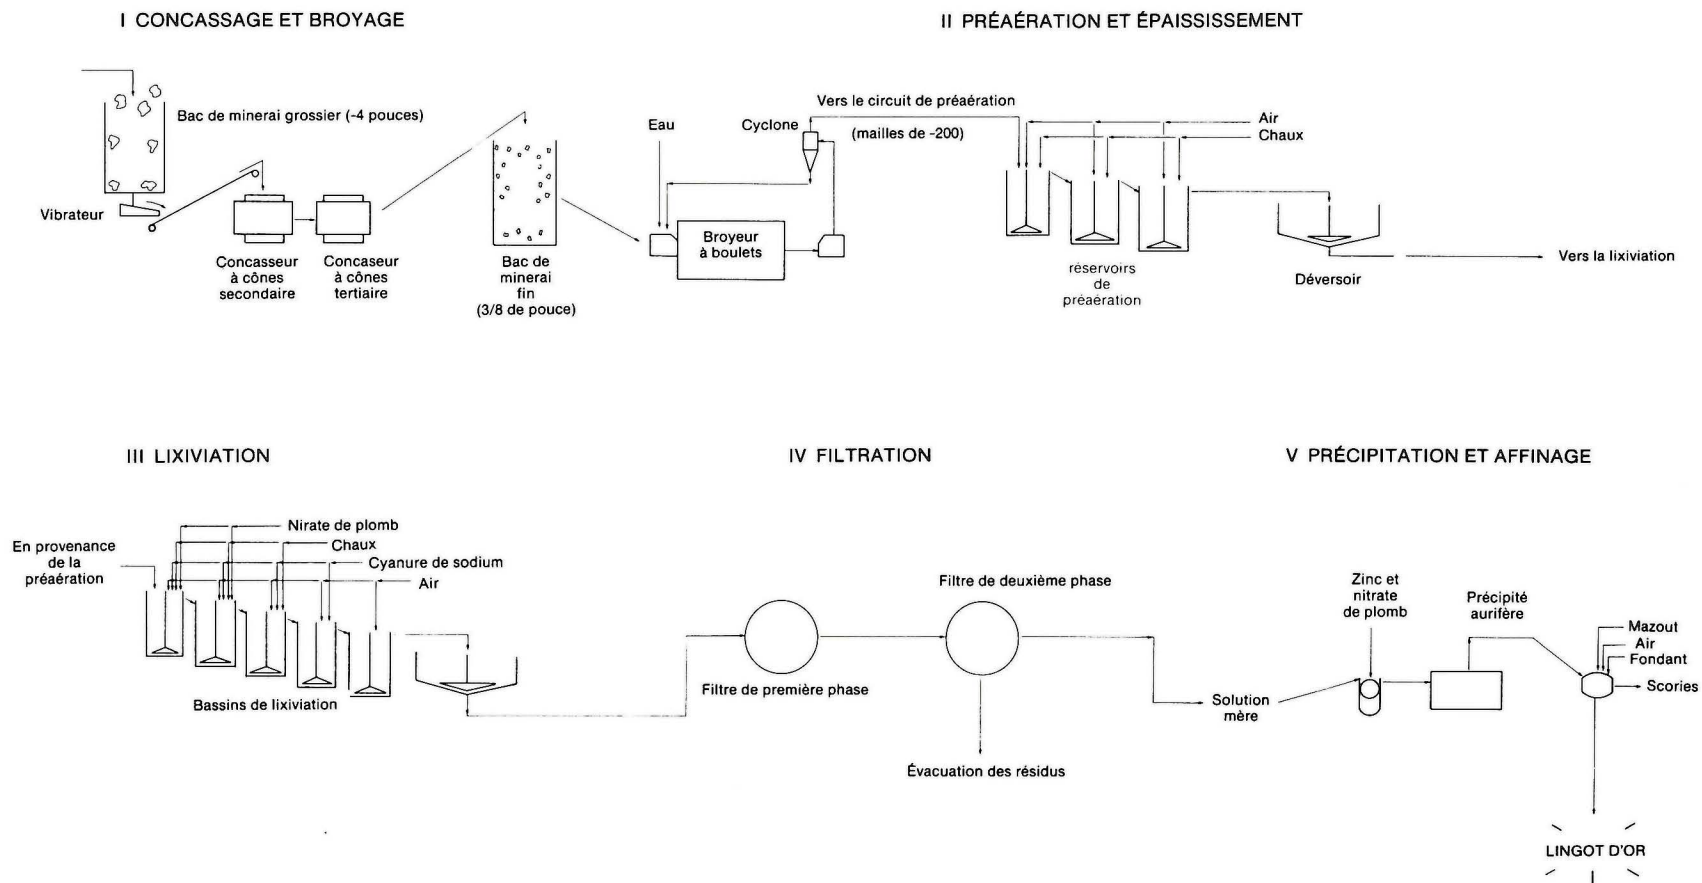 I CONCASSAGE ET BROYAGE
II PRÉAÉRATION ET ÉPAISSISSEMENT
Bac de minerai grossier (-4 pouces)
Vibrateur
Concasseur
à cônes
secondaire
Concaseur
à cônes
tertiaire
Bac de
minerai
fin
(3/8 de pouce)
Eau
Cyclone
Broyeur
à boulets
Vers le circuit de préaération
(mailles de -200)
Air
Chaux
réservoirs
de
préaération
Déversoir
Vers la lixiviation
III LIXIVIATION
IV FILTRATION
V PRÉCIPITATION ET AFFINAGE
En provenance
de la
préaération
Nitrate de plomb
Chaux
Cyanure de sodium
Air
Bassins de lixiviation
Filtre de première phase
Filtre de deuxième phase
Évacuation des résidus
Solution
mère
Zinc et
nitrate
de plomb
Précipité
aurifère
Mazout
Air
Fondant
Scories
LINGOT D'OR